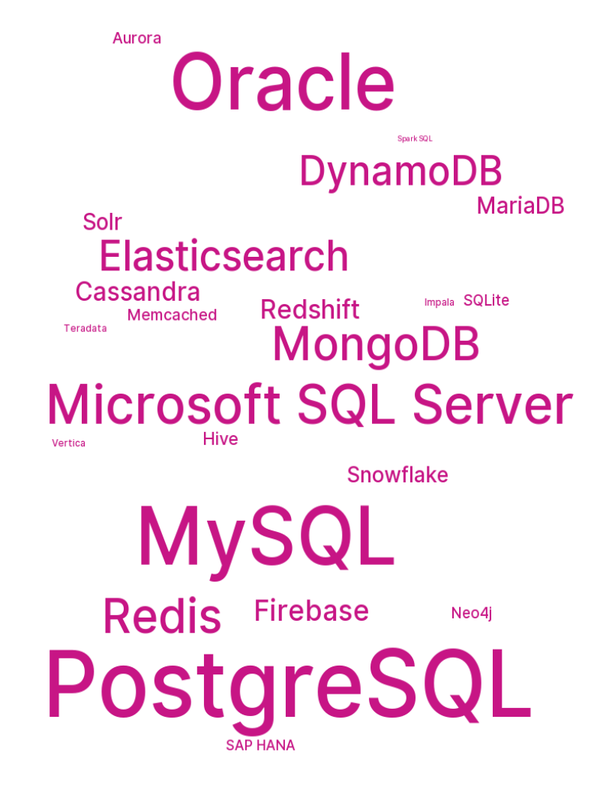 Aurora
Oracle
Spark SQL
DynamoDB
MariaDB
Solr
Elasticsearch
Cassandra
Redshift
Impala
SQLite
Memcached
Teradata
MongoDB
Microsoft SQL Server
Vertica
Hive
Snowflake
MySQL
Redis
Firebase
Neo4j
PostgreSQL
SAP HANA